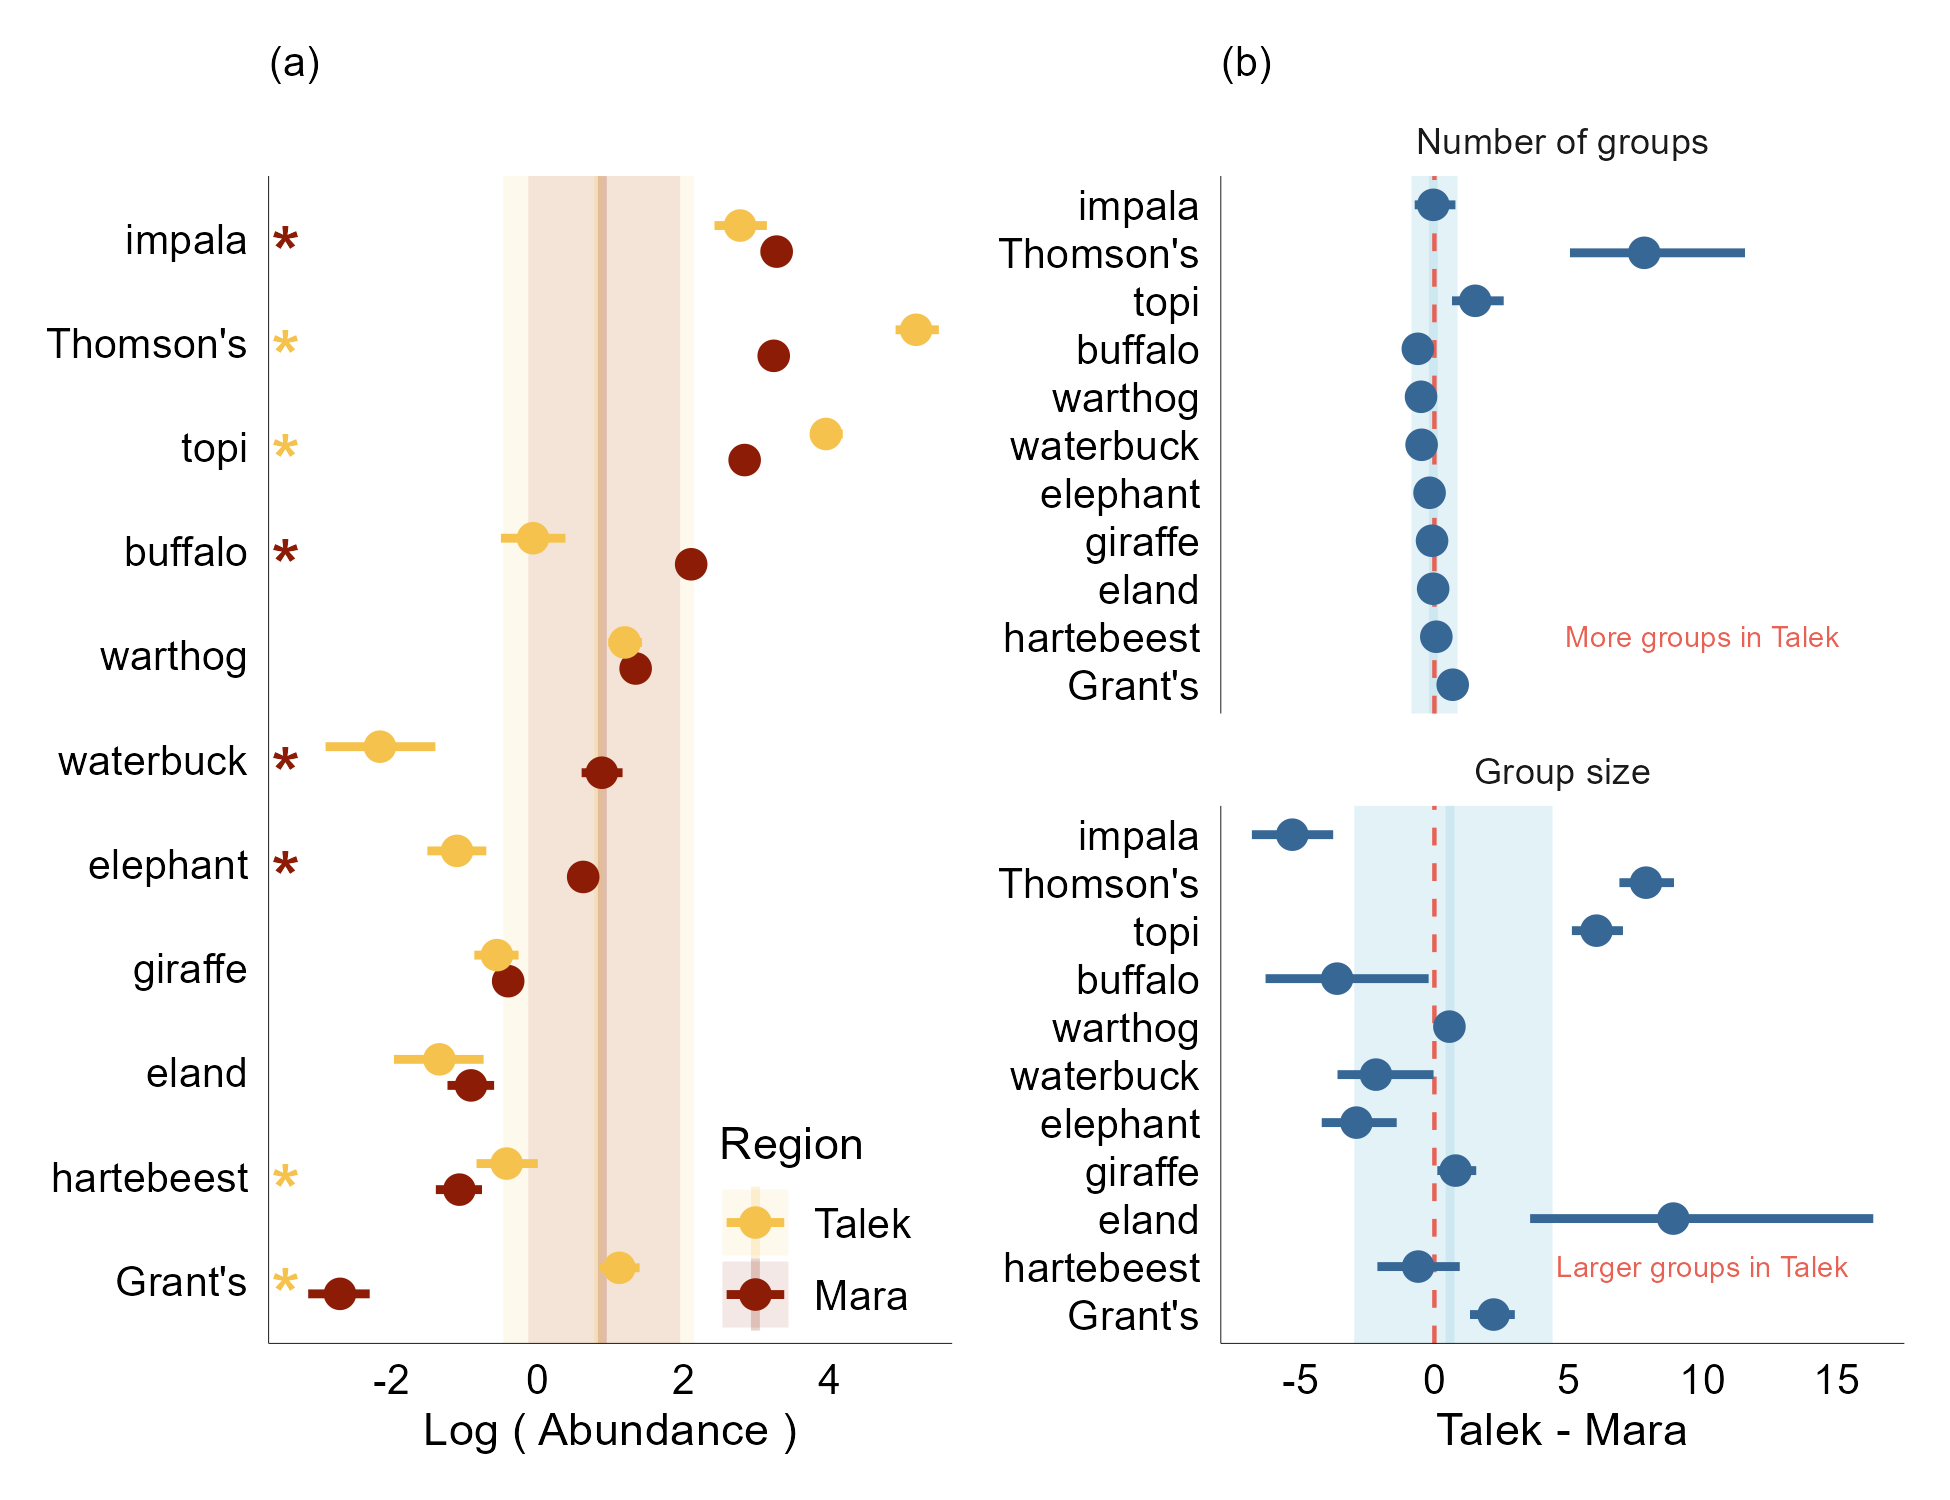 (a)
impala *
Thomson's *
topi *
buffalo *
warthog
waterbuck *
elephant *
giraffe
eland
hartebeest *
Grant's *
Region
Talek
Mara
-2 0 2 4
Log ( Abundance )
(b)
Number of groups
impala
Thomson's
topi
buffalo
warthog
waterbuck
elephant
giraffe
eland
hartebeest
More groups in Talek
Grant's
Group size
impala
Thomson's
topi
buffalo
warthog
waterbuck
elephant
giraffe
eland
hartebeest
Larger groups in Talek
Grant's
-5 0 5 10 15
Talek - Mara